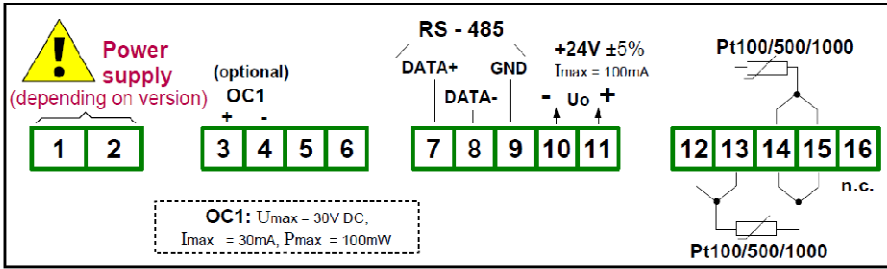 RS - 485
Power
supply
(depending on version)
(optional)
OC1
+ -
DATA+ GND
DATA-
+24V ±5%
Imax = 100mA
- Uo +
Pt100/500/1000
1 2 3 4 5 6 7 8 9 10 11 12 13 14 15 16
n.c.
OC1: Umax = 30V DC,
Imax = 30mA, Pmax = 100mW
Pt100/500/1000